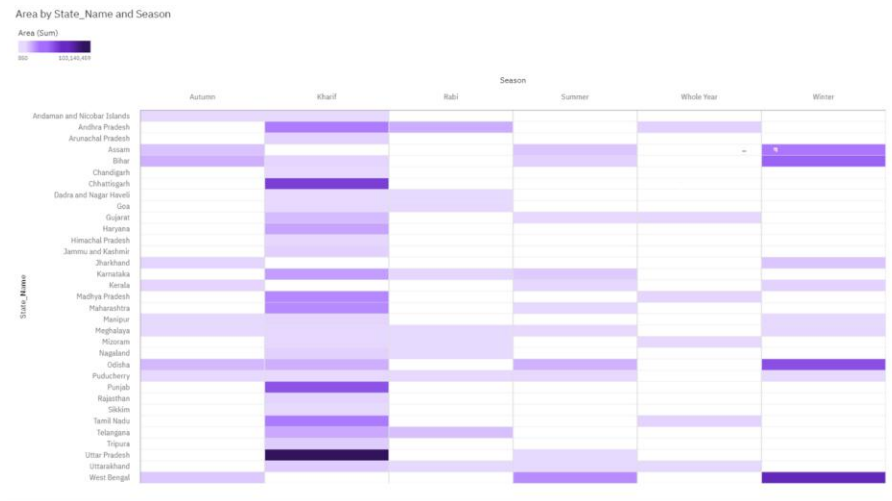 Area by State_Name and Season
Area (Sum)
Season
Autumn Kharif Rabi Summer Whole Year Winter
State_Name
Andaman and Nicobar Islands
Andhra Pradesh
Arunachal Pradesh
Assam
Bihar
Chandigarh
Chhattisgarh
Dadra and Nagar Haveli
Goa
Gujarat
Haryana
Himachal Pradesh
Jammu and Kashmir
Jharkhand
Karnataka
Kerala
Madhya Pradesh
Maharashtra
Manipur
Meghalaya
Mizoram
Nagaland
Odisha
Puducherry
Punjab
Rajasthan
Sikkim
Tamil Nadu
Telangana
Tripura
Uttar Pradesh
Uttarakhand
West Bengal